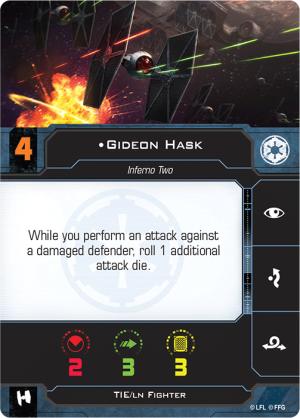 4
•Gideon Hask
Inferno Two
While you perform an attack against
a damaged defender, roll 1 additional
attack die.
2 3 3
TIE/ln Fighter
©LFL ©FFG